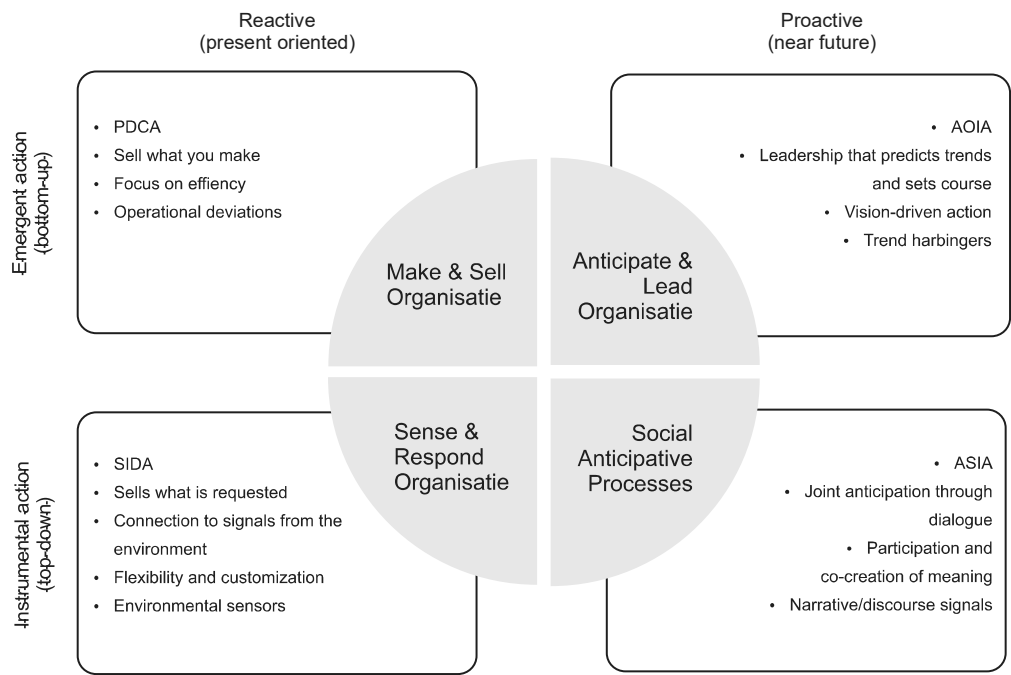 Reactive
(present oriented)
Proactive
(near future)
Emergent action
(bottom-up)
• PDCA
• Sell what you make
• Focus on effiency
• Operational deviations
Make & Sell
Organisatie
• AOIA
• Leadership that predicts trends
and sets course
• Vision-driven action
• Trend harbingers
Anticipate &
Lead
Organisatie
Instrumental action
(top-down)
• SIDA
• Sells what is requested
• Connection to signals from the
environment
• Flexibility and customization
• Environmental sensors
Sense &
Respond
Organisatie
Social
Anticipative
Processes
• ASIA
• Joint anticipation through
dialogue
• Participation and
co-creation of meaning
• Narrative/discourse signals